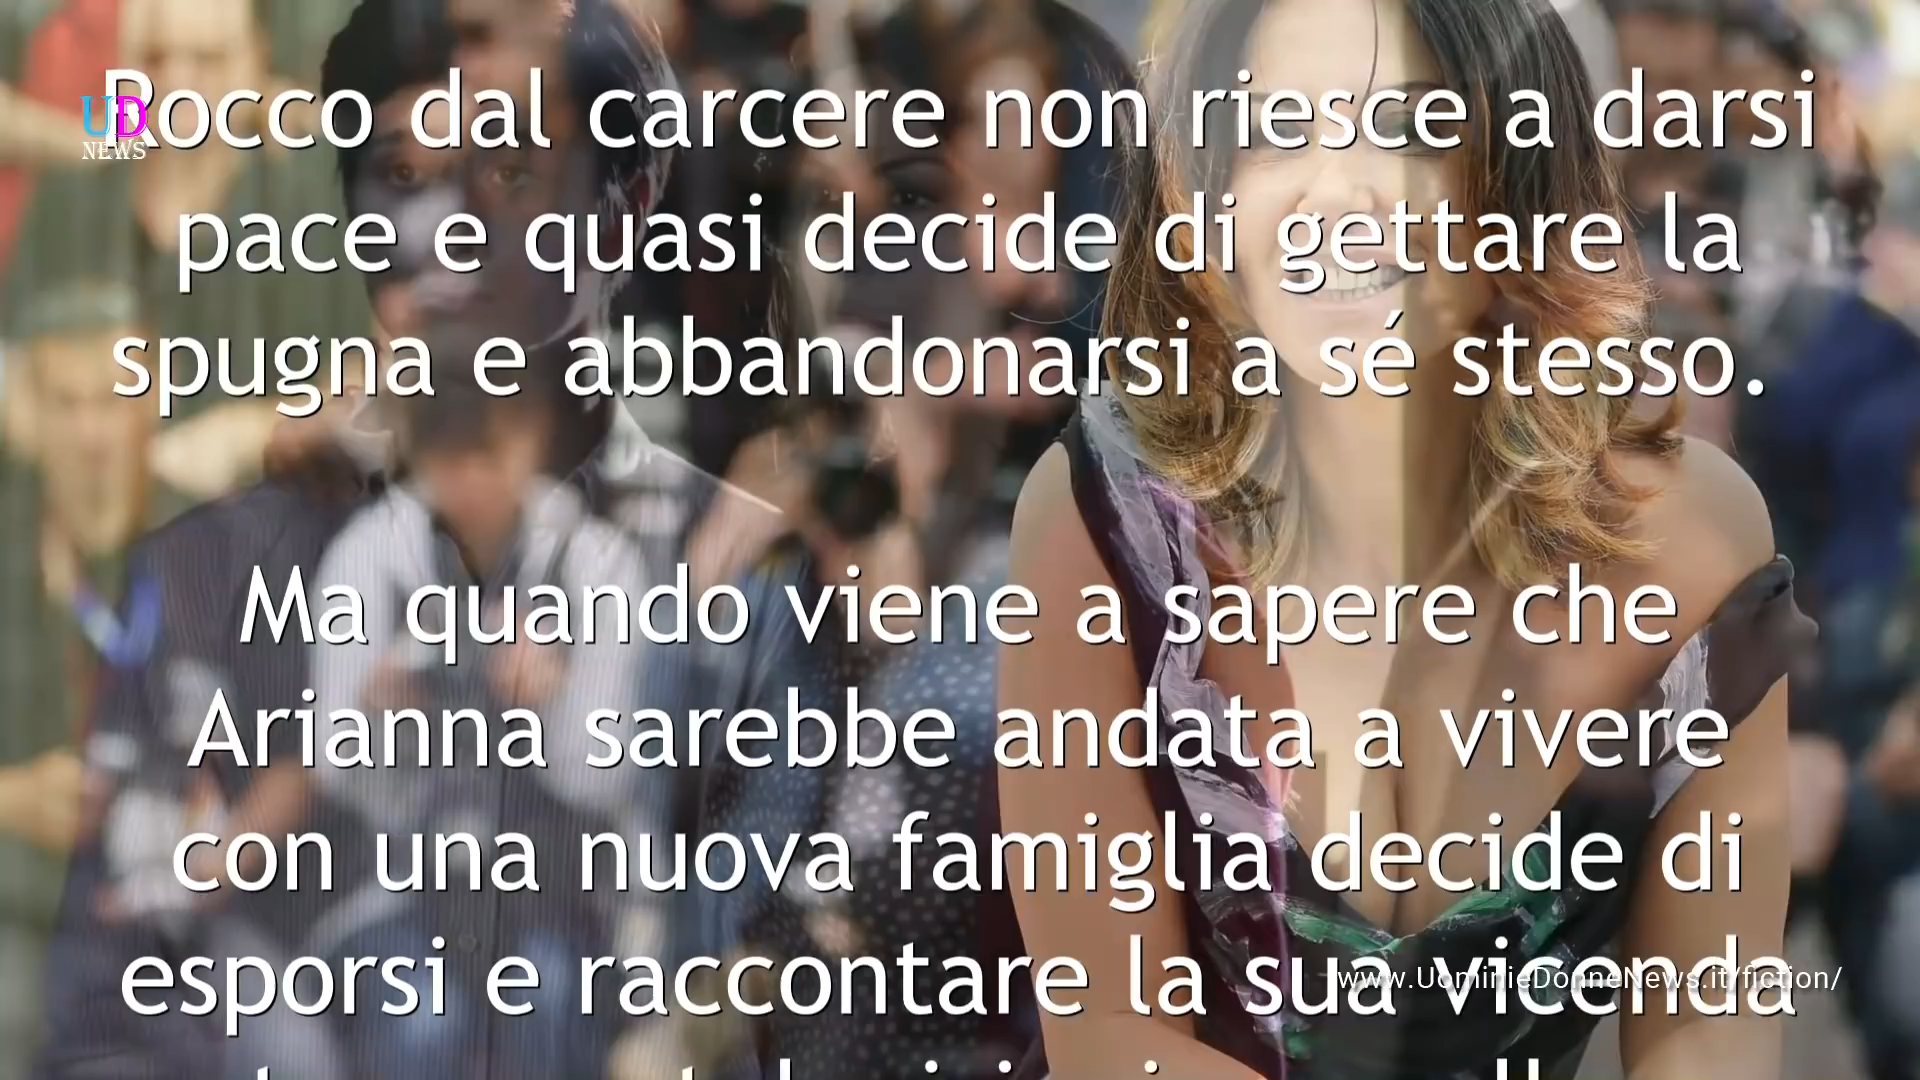 Rocco dal carcere non riesce a darsi
pace e quasi decide di gettare la
spugna e abbandonarsi a sé stesso.
Ma quando viene a sapere che
Arianna sarebbe andata a vivere
con una nuova famiglia decide di
esporsi e raccontare la sua vicenda
UD
NEWS
www.UominieDonneNews.it/fiction/